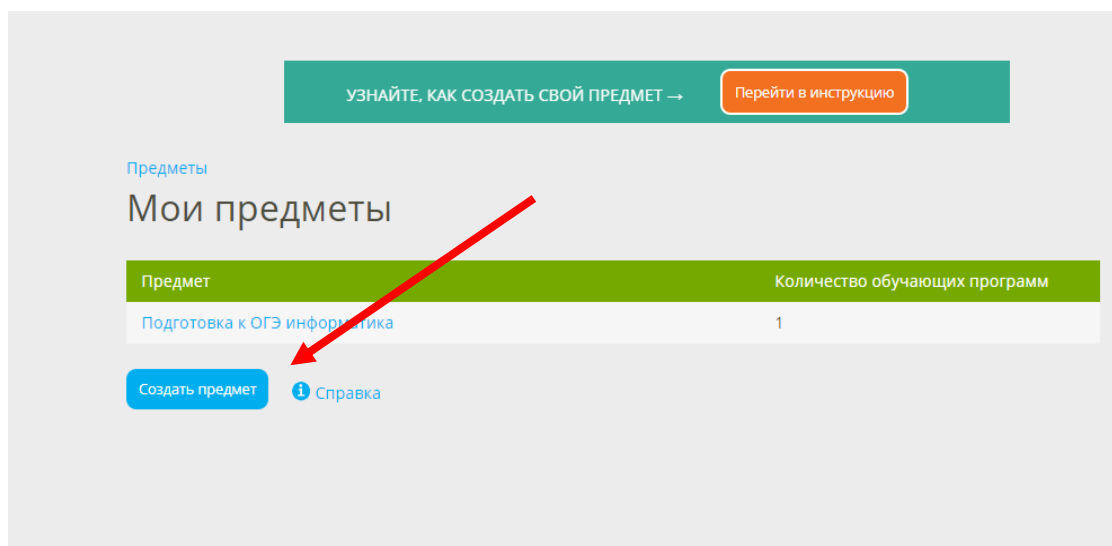 УЗНАЙТЕ, КАК СОЗДАТЬ СВОЙ ПРЕДМЕТ → Перейти в инструкцию
Предметы
Мои предметы
Предмет Количество обучающих программ
Подготовка к ОГЭ информатика 1
Создать предмет Справка